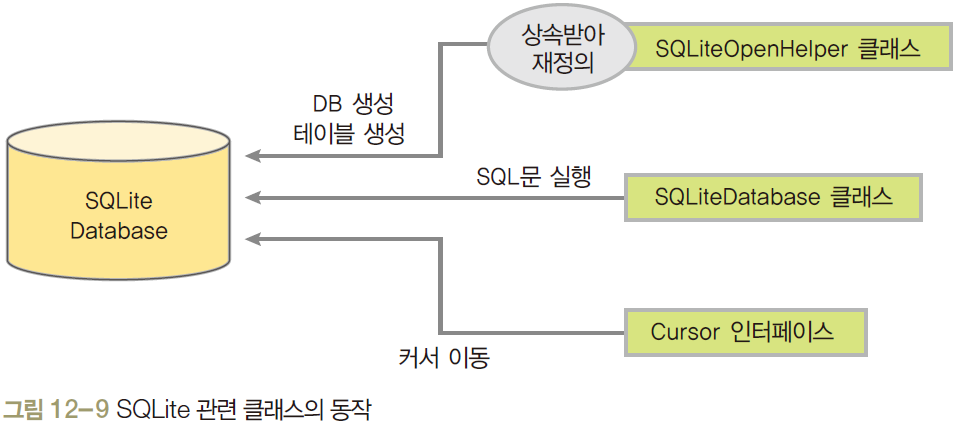 상속받아
재정의
SQLiteOpenHelper 클래스
DB 생성
테이블 생성
SQL문 실행
SQLiteDatabase 클래스
SQLite
Database
Cursor 인터페이스
커서 이동
그림 12-9 SQLite 관련 클래스의 동작